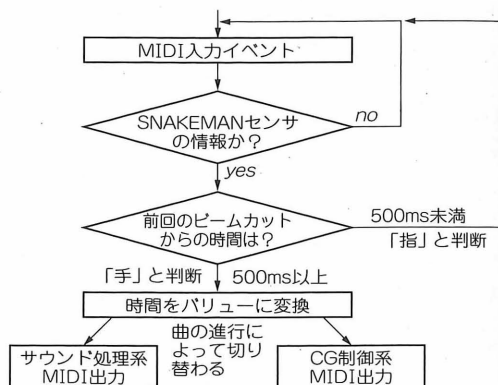 MIDI入力イベント
SNAKEMANセンサ
の情報か？
no
yes
前回のビームカット
からの時間は？
500ms未満
「指」と判断
「手」と判断
500ms以上
時間をバリューに変換
曲の進行に
よって切り
替わる
サウンド処理系
MIDI出力
CG制御系
MIDI出力